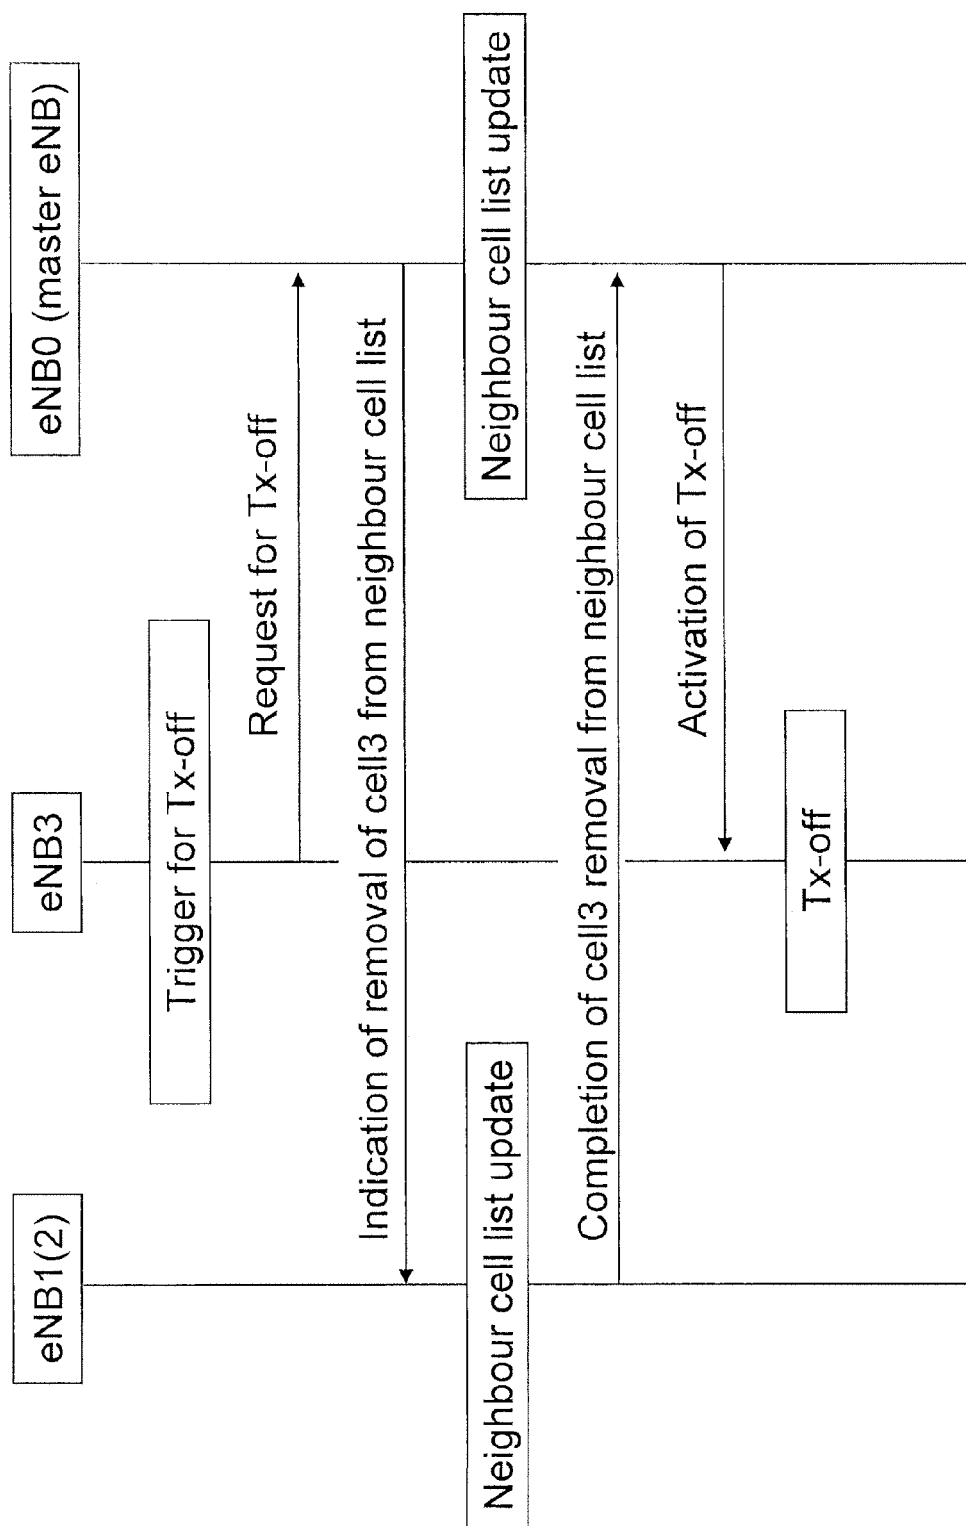 eNB1(2)
eNB3
eNB0 (master eNB)
Trigger for Tx-off
Request for Tx-off
Indication of removal of cell3 from neighbour cell list
Neighbour cell list update
Neighbour cell list update
Completion of cell3 removal from neighbour cell list
Activation of Tx-off
Tx-off